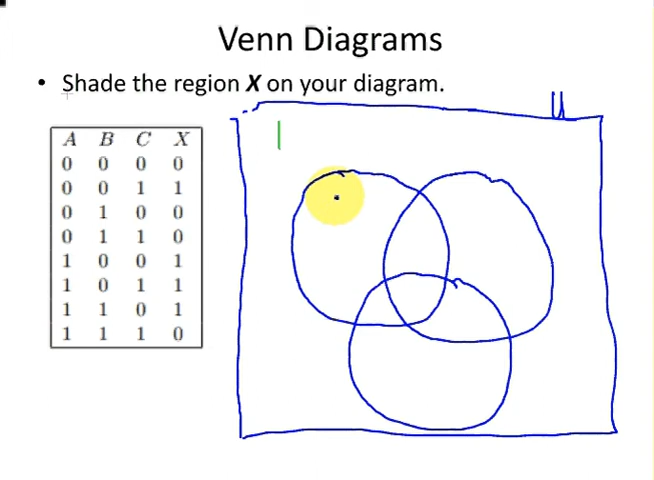 Venn Diagrams
• Shade the region X on your diagram.
U
A B C X
0 0 0 0
0 0 1 1
0 1 0 0
0 1 1 0
1 0 0 1
1 0 1 1
1 1 0 1
1 1 1 0